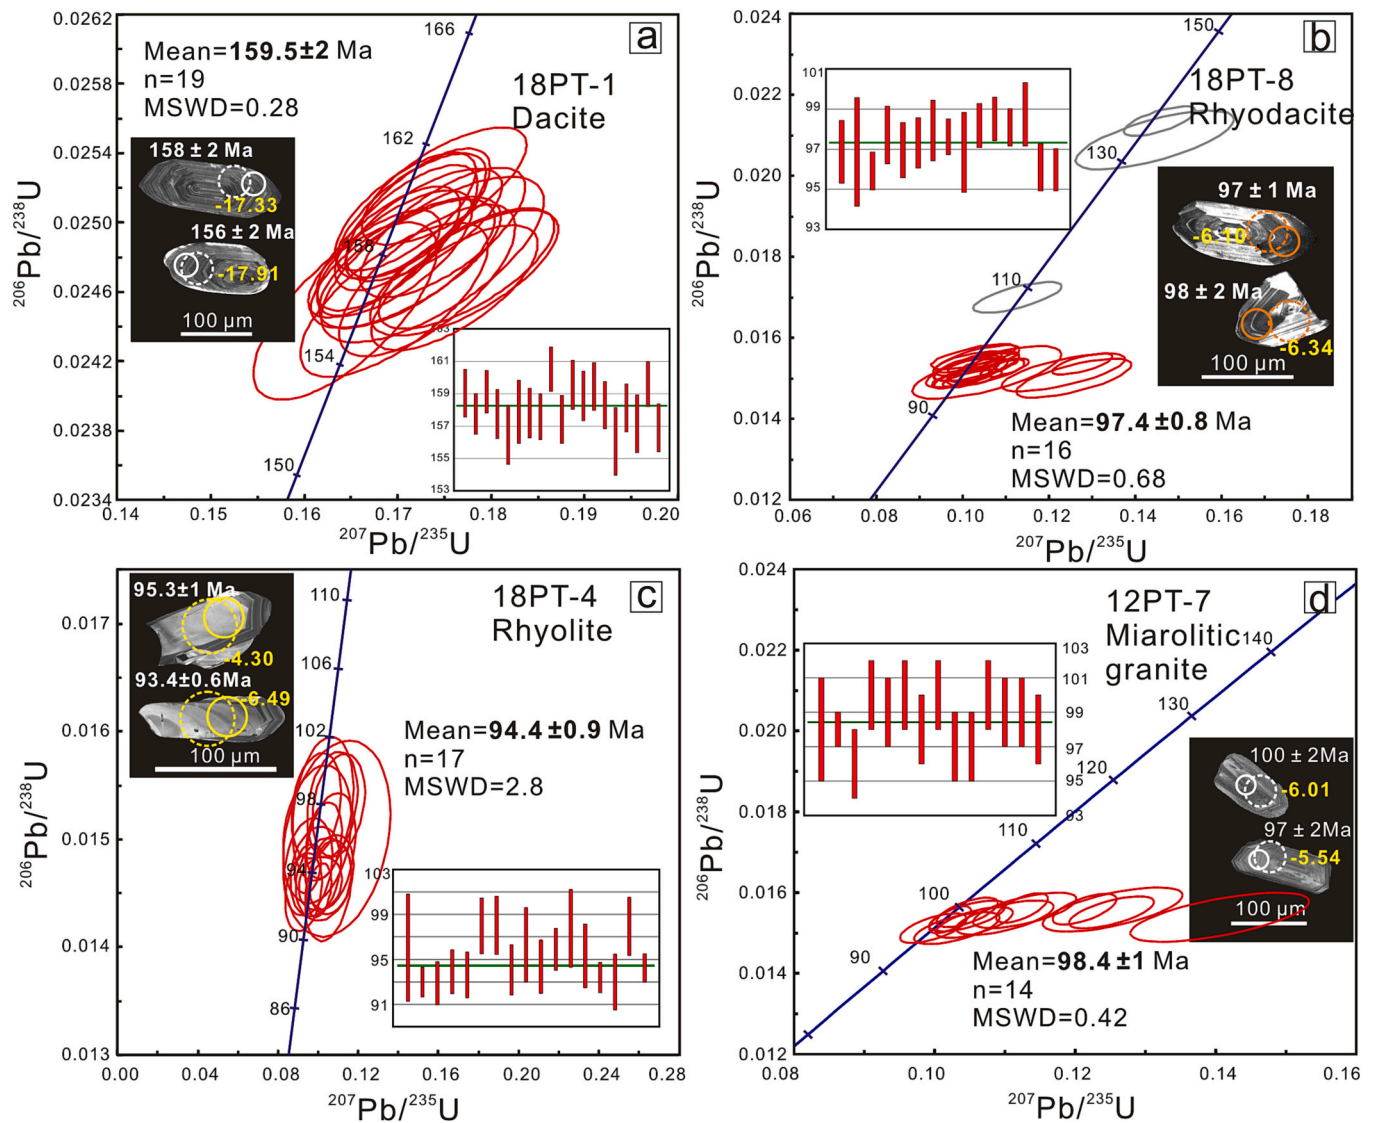 a
Mean=159.5±2 Ma
n=19
MSWD=0.28
18PT-1
Dacite
158 ± 2 Ma
-17.33
156 ± 2 Ma
-17.91
100 µm
166
162
158
154
150
163
161
159
157
155
153
0.0262
0.0258
0.0254
0.0250
0.0246
0.0242
0.0238
0.0234
206Pb/238U
0.14 0.15 0.16 0.17 0.18 0.19 0.20
207Pb/235U
b
18PT-8
Rhyodacite
150
130
110
90
101
99
97
95
93
97 ± 1 Ma
-6.10
98 ± 2 Ma
-6.34
100 µm
Mean=97.4 ±0.8 Ma
n=16
MSWD=0.68
0.024
0.022
0.020
0.018
0.016
0.014
0.012
206Pb/238U
0.06 0.08 0.10 0.12 0.14 0.16 0.18
207Pb/235U
c
18PT-4
Rhyolite
95.3±1 Ma
-4.30
93.4±0.6Ma
-6.49
100 µm
110
106
102
98
94
90
86
Mean=94.4 ±0.9 Ma
n=17
MSWD=2.8
103
99
95
91
0.017
0.016
0.015
0.014
0.013
206Pb/238U
0.00 0.04 0.08 0.12 0.16 0.20 0.24 0.28
207Pb/235U
d
12PT-7
Miarolitic
granite
140
130
120
110
100
90
103
101
99
97
95
93
100 ± 2Ma
-6.01
97 ± 2Ma
-5.54
100 µm
Mean=98.4 ±1 Ma
n=14
MSWD=0.42
0.024
0.022
0.020
0.018
0.016
0.014
0.012
206Pb/238U
0.08 0.10 0.12 0.14 0.16
207Pb/235U